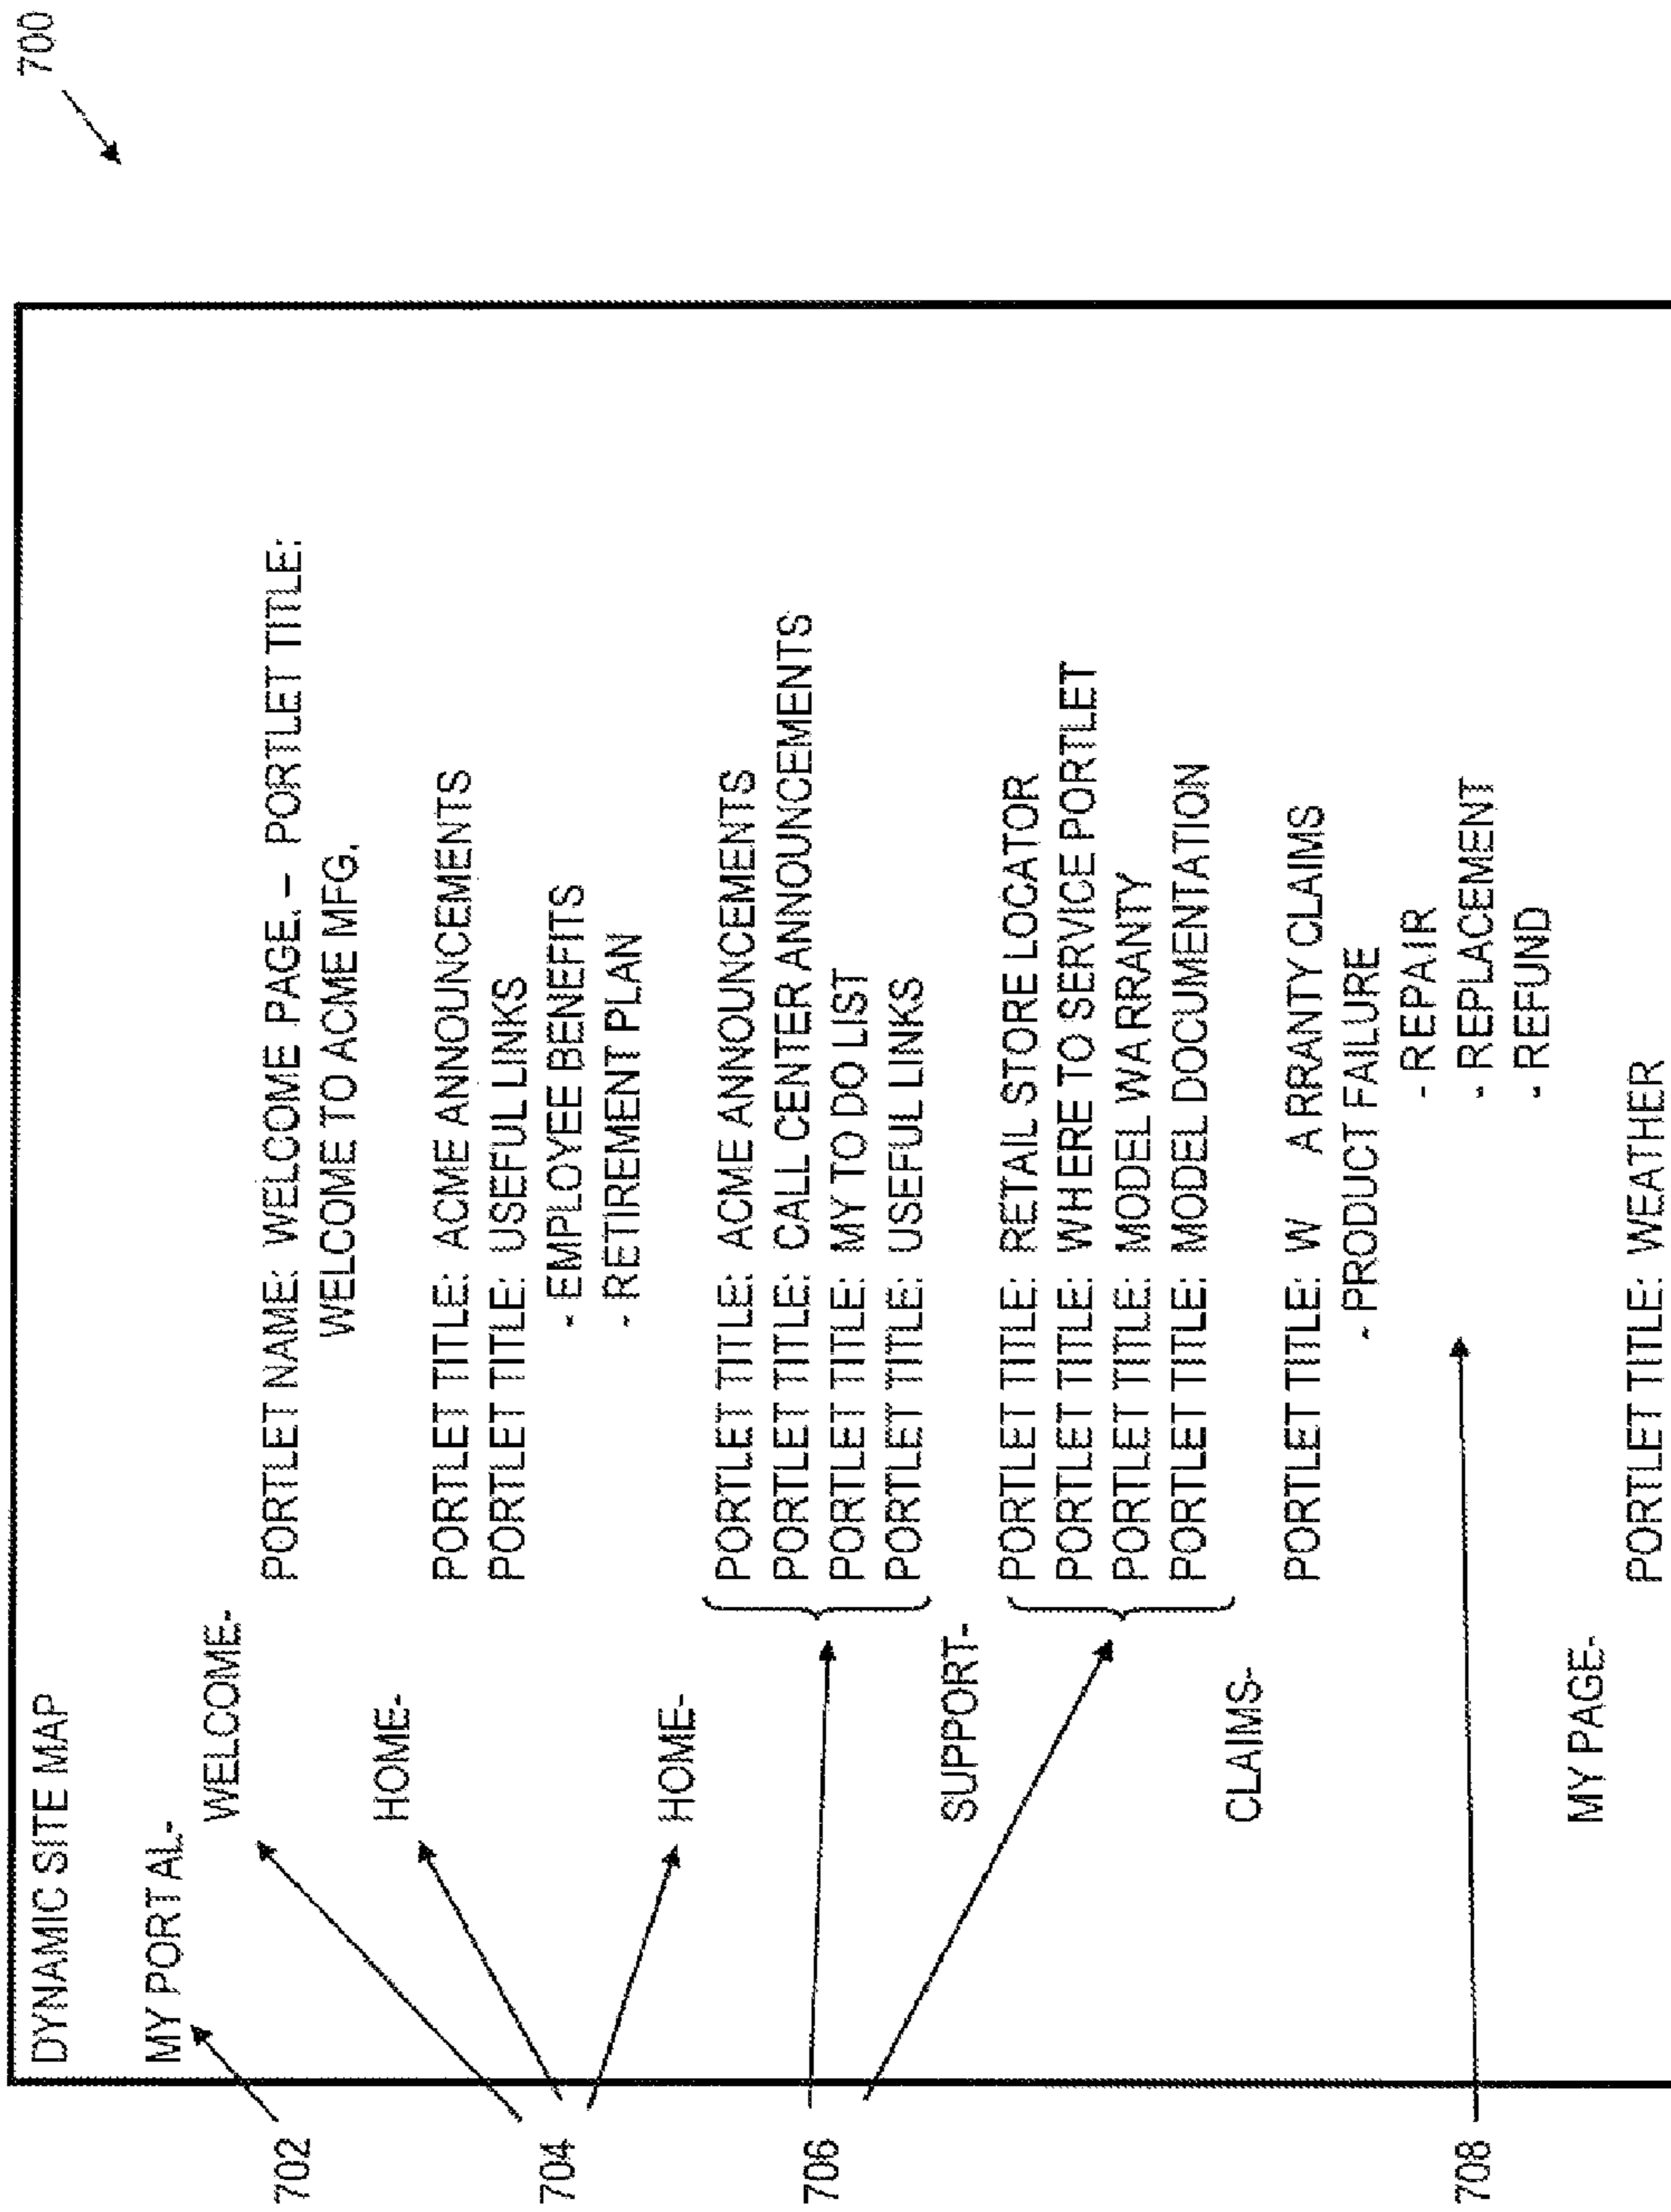 700
DYNAMIC SITE MAP
702
MY PORTAL-
704
WELCOME-
PORTLET NAME: WELCOME PAGE. – PORTLET TITLE:
WELCOME TO ACME MFG.
HOME-
PORTLET TITLE: ACME ANNOUNCEMENTS
PORTLET TITLE: USEFUL LINKS
- EMPLOYEE BENEFITS
- RETIREMENT PLAN
HOME-
706
PORTLET TITLE: ACME ANNOUNCEMENTS
PORTLET TITLE: CALL CENTER ANNOUNCEMENTS
PORTLET TITLE: MY TO DO LIST
PORTLET TITLE: USEFUL LINKS
SUPPORT-
PORTLET TITLE: RETAIL STORE LOCATOR
PORTLET TITLE: WHERE TO SERVICE PORTLET
PORTLET TITLE: MODEL WARRANTY
PORTLET TITLE: MODEL DOCUMENTATION
CLAIMS-
PORTLET TITLE: W ARRANTY CLAIMS
- PRODUCT FAILURE
- REPAIR
708
- REPLACEMENT
- REFUND
MY PAGE-
PORTLET TITLE: WEATHER